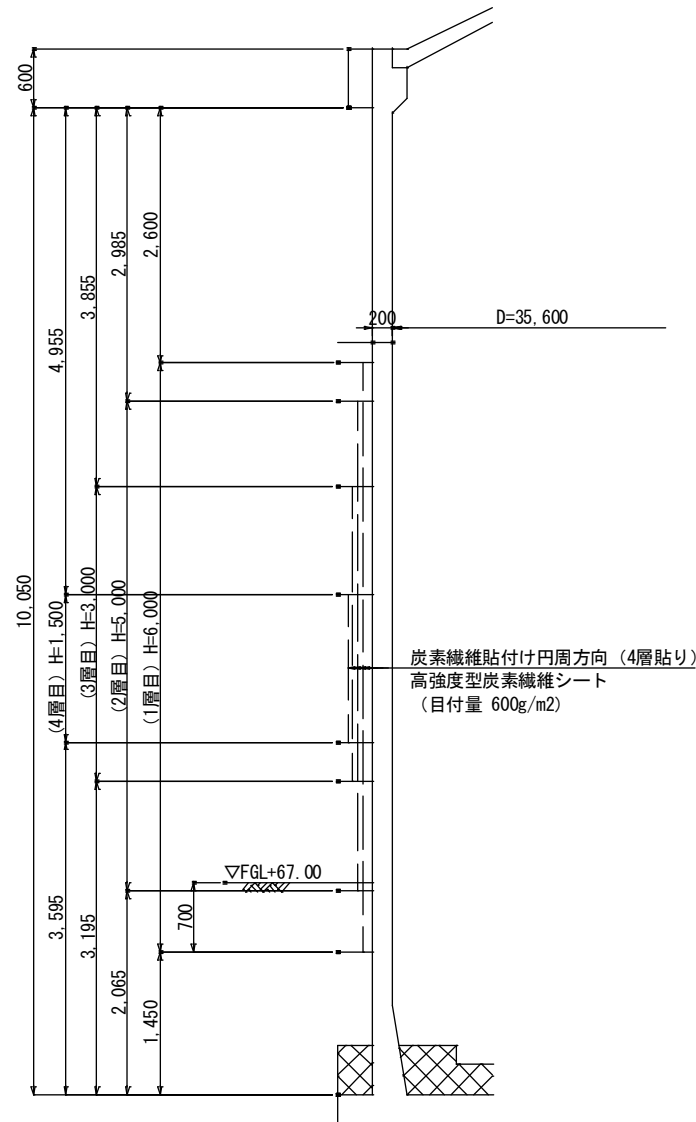 600
2,600
2,985
3,855
4,955
200
D=35,600
10,050
(4層目) H=1,500
(3層目) H=3,000
(2層目) H=5,000
(1層目) H=6,000
炭素繊維貼付け円周方向 (4層貼り)
高強度型炭素繊維シート
(目付量 600g/m2)
▽FGL+67.00
700
3,595
3,195
2,065
1,450